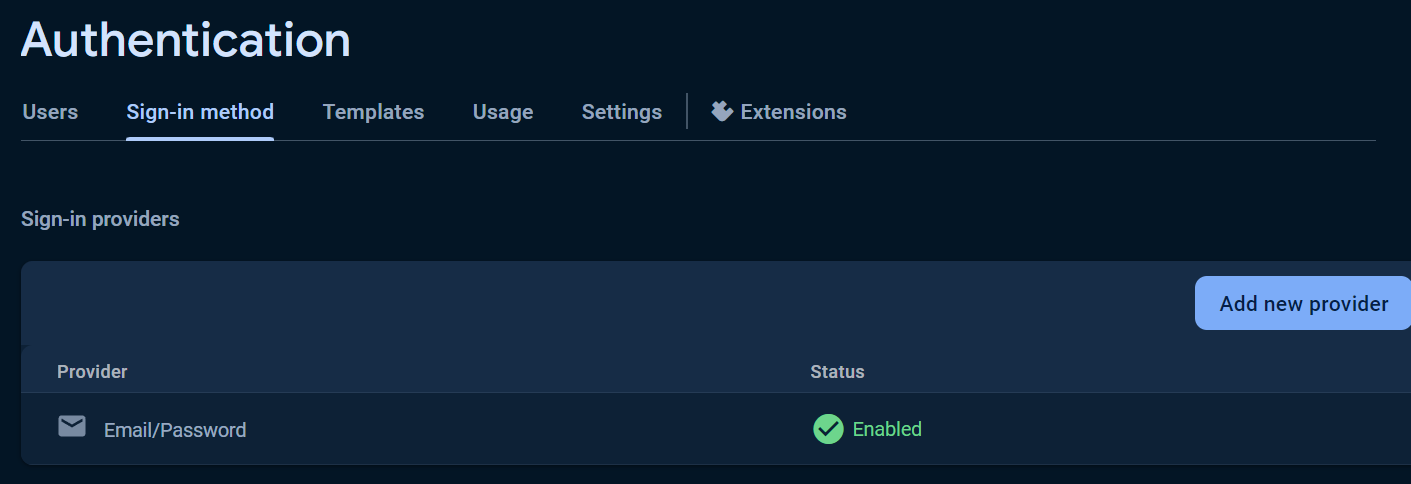 Authentication
Users Sign-in method Templates Usage Settings Extensions
Sign-in providers
Add new provider
Provider Status
Email/Password Enabled